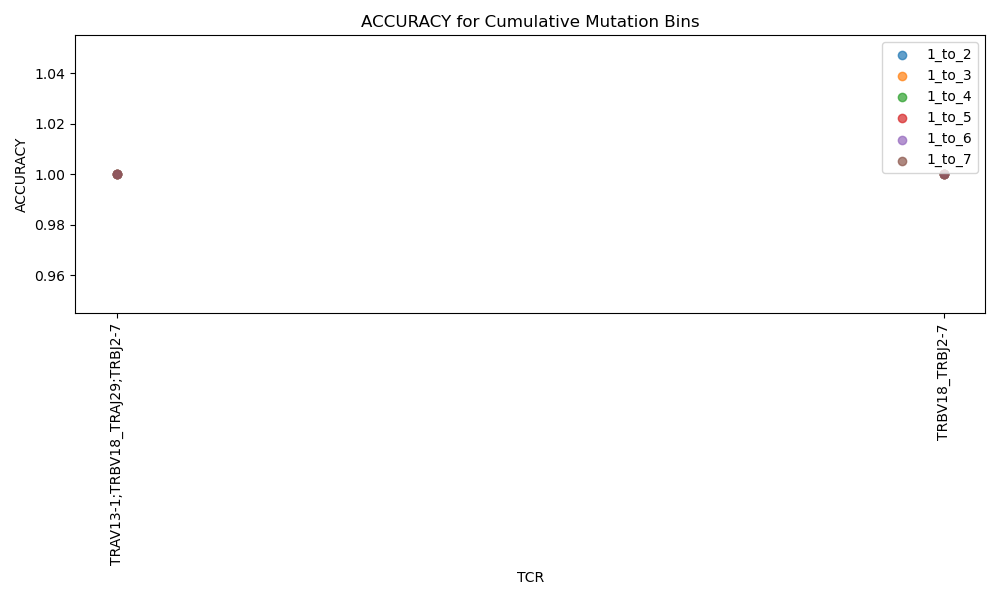 ACCURACY for Cumulative Mutation Bins
1_to_2
1_to_3
1_to_4
1_to_5
1_to_6
1_to_7
ACCURACY
1.04
1.02
1.00
0.98
0.96
TRAV13-1;TRBV18_TRAJ29;TRBJ2-7
TRBV18_TRBJ2-7
TCR